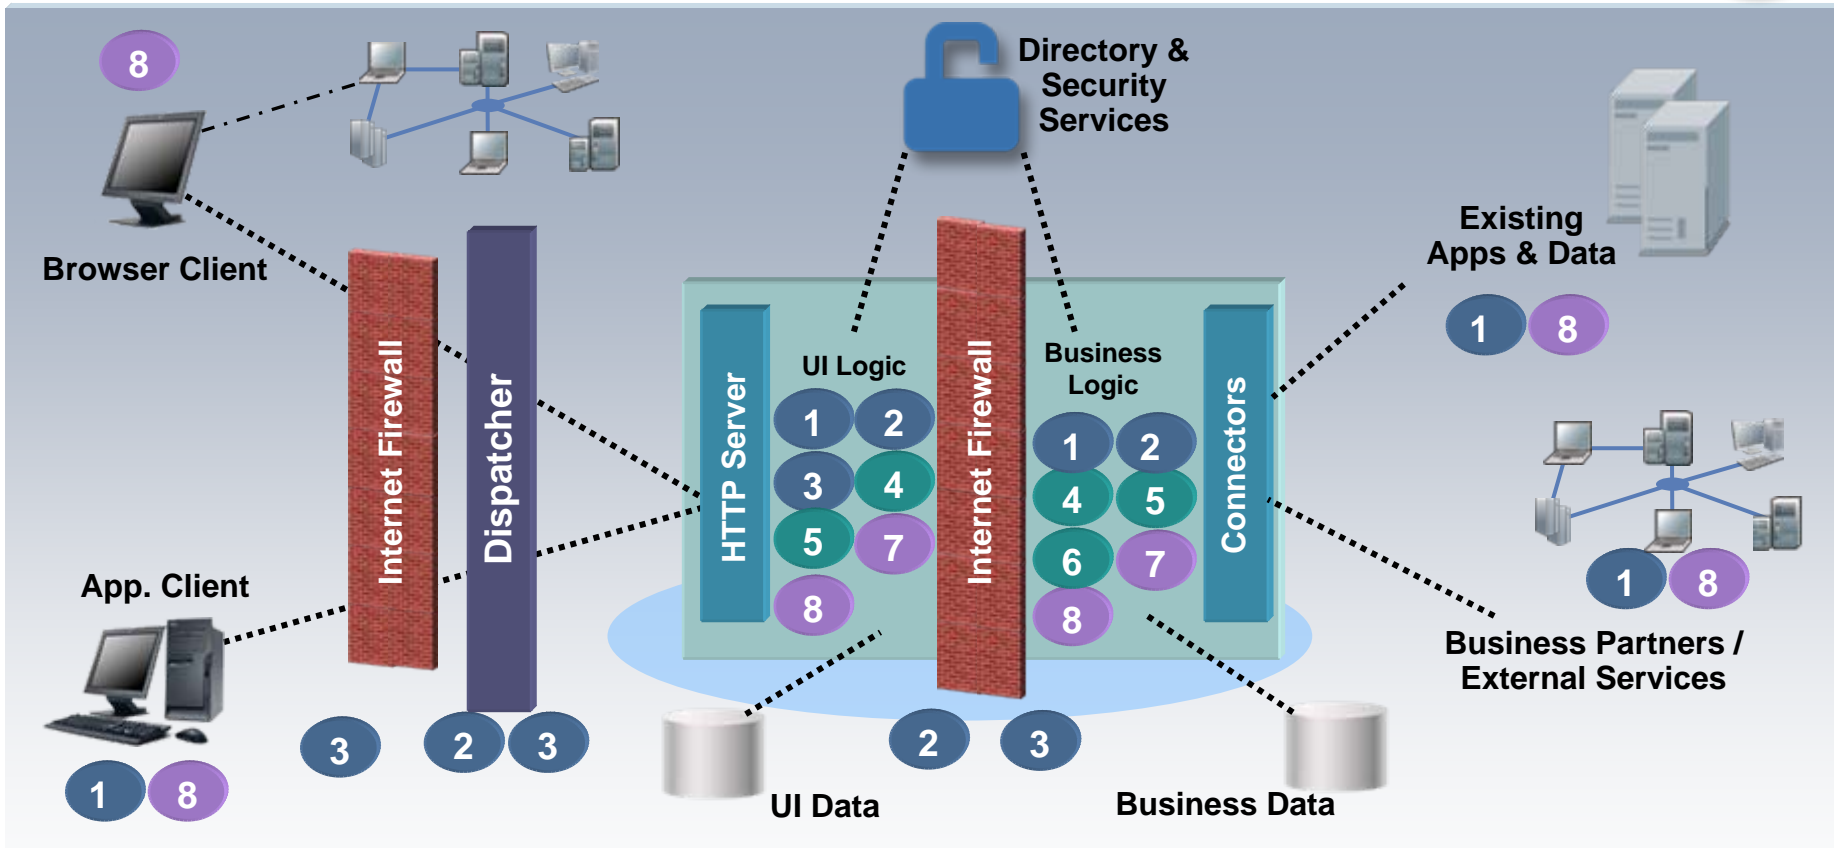 8
Directory &
Security
Services
Browser Client
Existing
Apps & Data
1 8
Internet Firewall
Dispatcher
HTTP Server
UI Logic
1 2
3 4
5 7
8
Internet Firewall
Business
Logic
1 2
4 5
6 7
8
Connectors
1 8
Business Partners /
External Services
App. Client
1 8
3
2 3
2 3
UI Data
Business Data